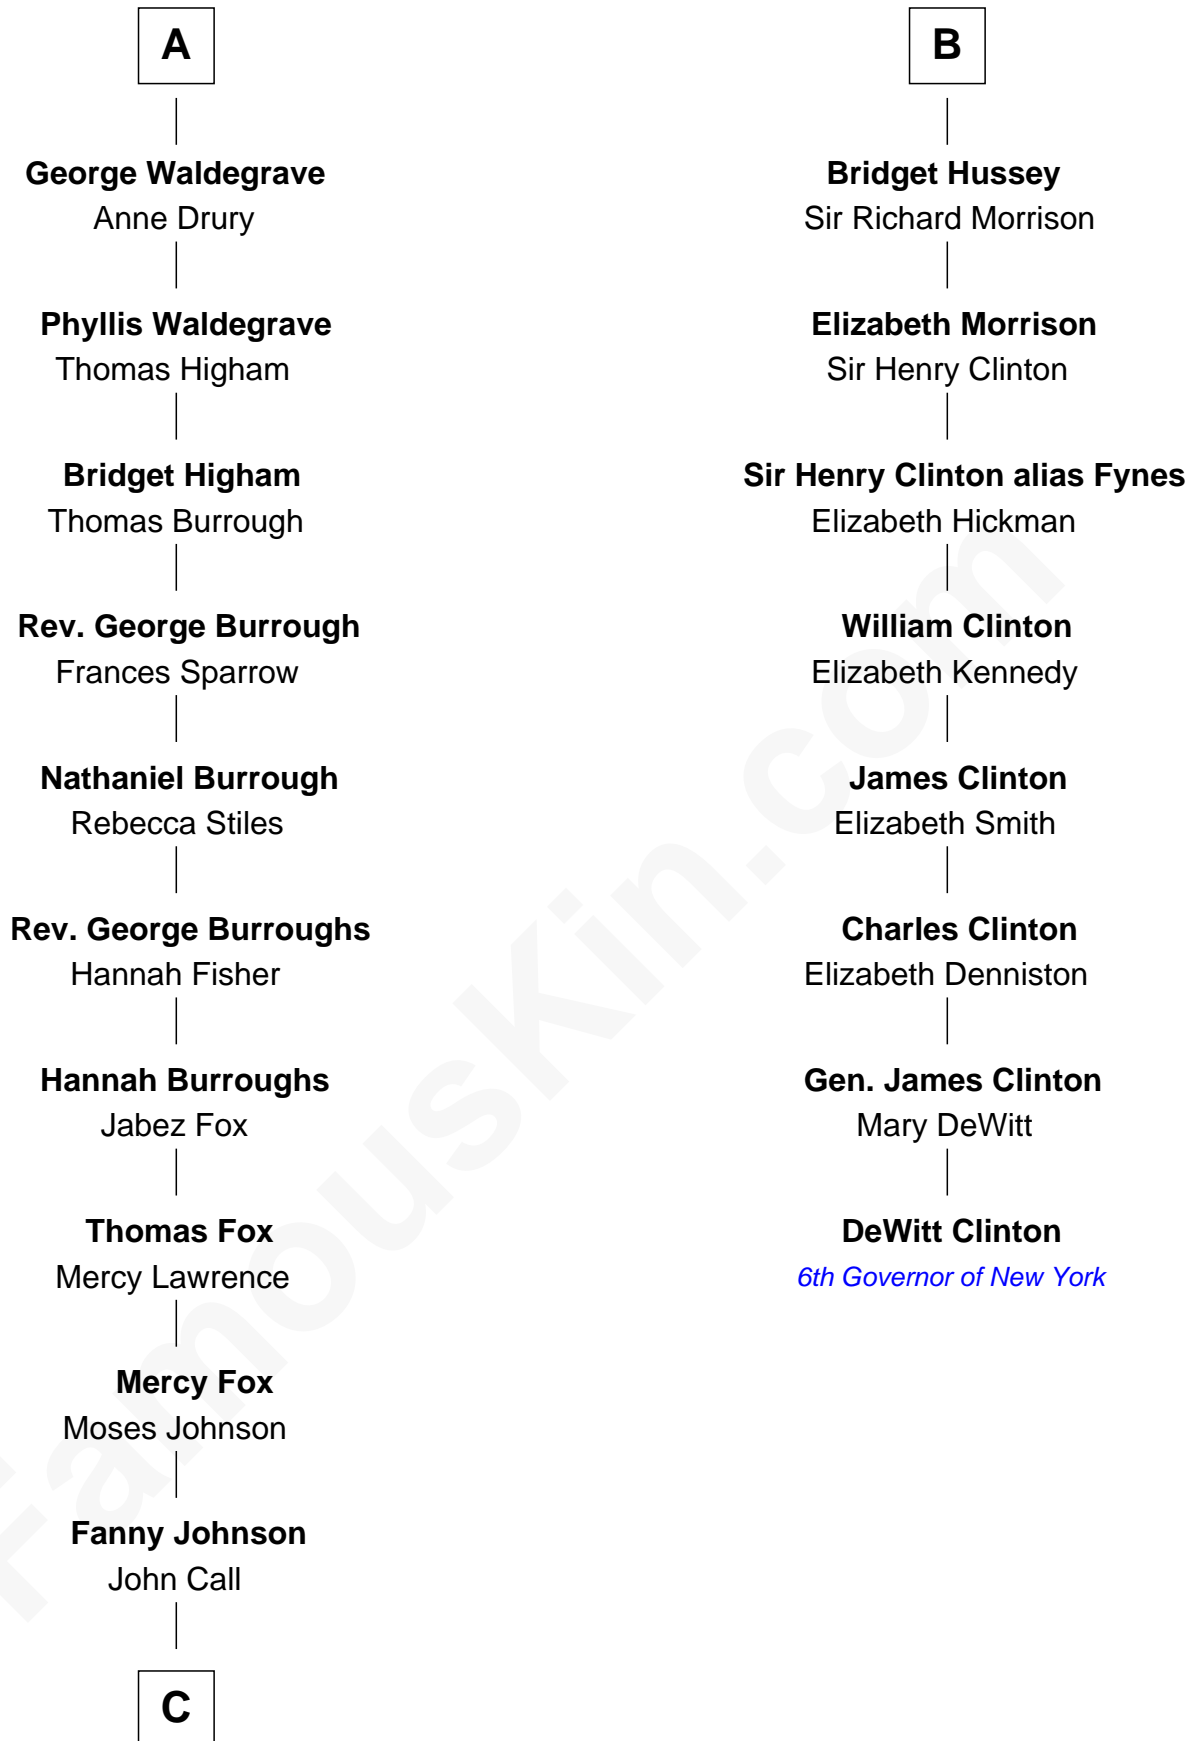 A
George Waldegrave
Anne Drury
Phyllis Waldegrave
Thomas Higham
Bridget Higham
Thomas Burrough
Rev. George Burrough
Frances Sparrow
Nathaniel Burrough
Rebecca Stiles
Rev. George Burroughs
Hannah Fisher
Hannah Burroughs
Jabez Fox
Thomas Fox
Mercy Lawrence
Mercy Fox
Moses Johnson
Fanny Johnson
John Call
C
B
Bridget Hussey
Sir Richard Morrison
Elizabeth Morrison
Sir Henry Clinton
Sir Henry Clinton alias Fynes
Elizabeth Hickman
William Clinton
Elizabeth Kennedy
James Clinton
Elizabeth Smith
Charles Clinton
Elizabeth Denniston
Gen. James Clinton
Mary DeWitt
DeWitt Clinton
6th Governor of New York
FamousKin.com